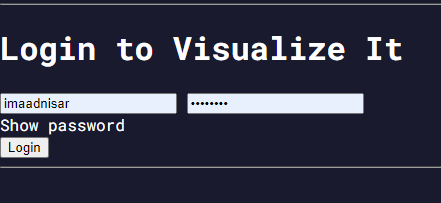 Login to Visualize It
imaadnisar ••••••••
Show password
Login